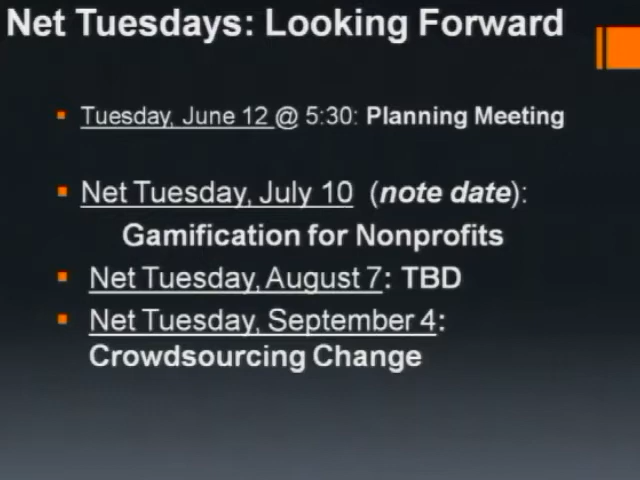 Net Tuesdays: Looking Forward
Tuesday, June 12 @ 5:30: Planning Meeting
Net Tuesday, July 10 (note date):
Gamification for Nonprofits
Net Tuesday, August 7: TBD
Net Tuesday, September 4:
Crowdsourcing Change